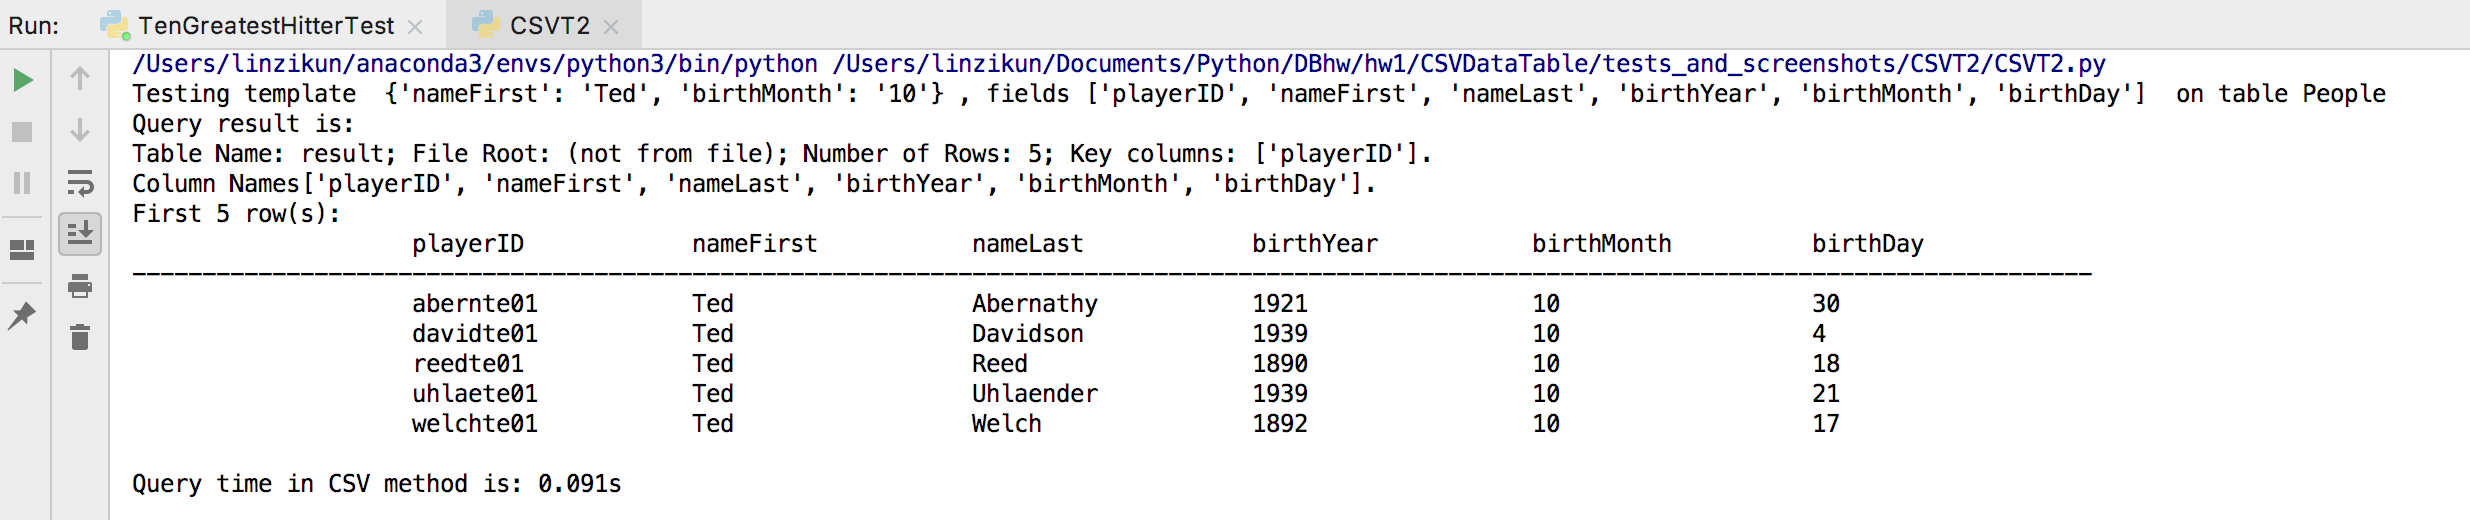 Run: TenGreatestHitterTest CSVT2
/Users/linzikun/anaconda3/envs/python3/bin/python /Users/linzikun/Documents/Python/DBhw/hw1/CSVDataTable/tests_and_screenshots/CSVT2/CSVT2.py
Testing template  {'nameFirst': 'Ted', 'birthMonth': '10'} , fields ['playerID', 'nameFirst', 'nameLast', 'birthYear', 'birthMonth', 'birthDay']  on table People
Query result is:
Table Name: result; File Root: (not from file); Number of Rows: 5; Key columns: ['playerID'].
Column Names['playerID', 'nameFirst', 'nameLast', 'birthYear', 'birthMonth', 'birthDay'].
First 5 row(s):
playerID nameFirst nameLast birthYear birthMonth birthDay
--------------------------------------------------------------------------------------------------------------------------------------------
abernte01 Ted Abernathy 1921 10 30
davidte01 Ted Davidson 1939 10 4
reedte01 Ted Reed 1890 10 18
uhlaete01 Ted Uhlaender 1939 10 21
welchte01 Ted Welch 1892 10 17
Query time in CSV method is: 0.091s